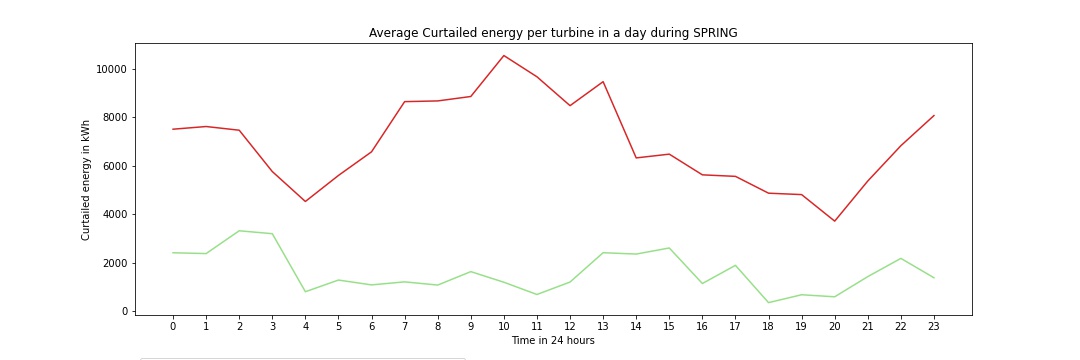 Average Curtailed energy per turbine in a day during SPRING
Curtailed energy in kWh
10000
8000
6000
4000
2000
0
0 1 2 3 4 5 6 7 8 9 10 11 12 13 14 15 16 17 18 19 20 21 22 23
Time in 24 hours